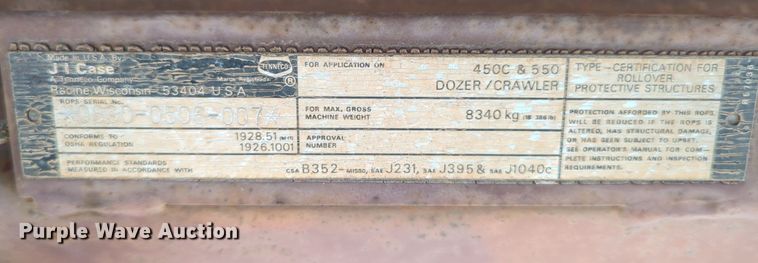 Made in U.S.A. By:
J I Case
A Tenneco Company
Racine, Wisconsin 53404 U.S.A.
TENNECO
Marca Registrada
®
ROPS SERIAL No.
CONFORMS TO
OSHA REGULATION
1928.51
1926.1001
PERFORMANCE STANDARDS
MEASURED IN ACCORDANCE WITH
CSA B352-M1980, SAE J231, SAE J395 & SAE J1040c
FOR APPLICATION ON
450C & 550
DOZER/CRAWLER
FOR MAX. GROSS
MACHINE WEIGHT
8340 kg
APPROVAL
NUMBER
TYPE - CERTIFICATION FOR
ROLLOVER
PROTECTIVE STRUCTURES
PROTECTION AFFORDED BY THIS ROPS,
WILL BE REDUCED IF THE ROPS IS
ALTERED, HAS STRUCTURAL DAMAGE,
OR HAS BEEN SUBJECT TO UPSET.
SEE OPERATOR'S MANUAL FOR COM-
PLETE INSTRUCTIONS AND INSPECTION
REQUIREMENTS.
Purple Wave Auction